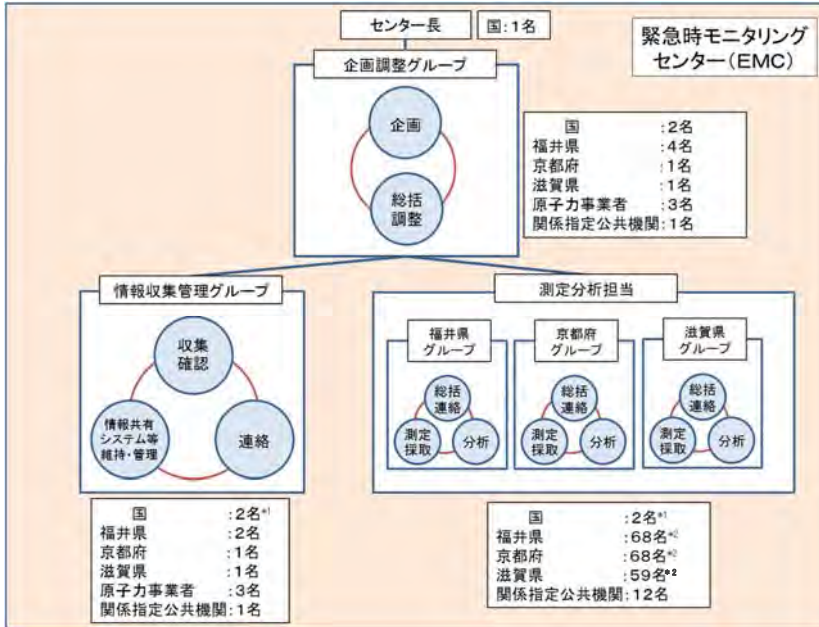 センター長
国:1名
緊急時モニタリング
センター(EMC)
企画調整グループ
企画
総括
調整
国 :2名
福井県 :4名
京都府 :1名
滋賀県 :1名
原子力事業者 :3名
関係指定公共機関:1名
情報収集管理グループ
収集
確認
情報共有
システム等
維持・管理
連絡
国 :2名*1
福井県 :2名
京都府 :1名
滋賀県 :1名
原子力事業者 :3名
関係指定公共機関:1名
測定分析担当
福井県
グループ
総括
連絡
測定
採取
分析
京都府
グループ
総括
連絡
測定
採取
分析
滋賀県
グループ
総括
連絡
測定
採取
分析
国 :2名*1
福井県 :68名*2
京都府 :68名*2
滋賀県 :59名*2
関係指定公共機関:12名